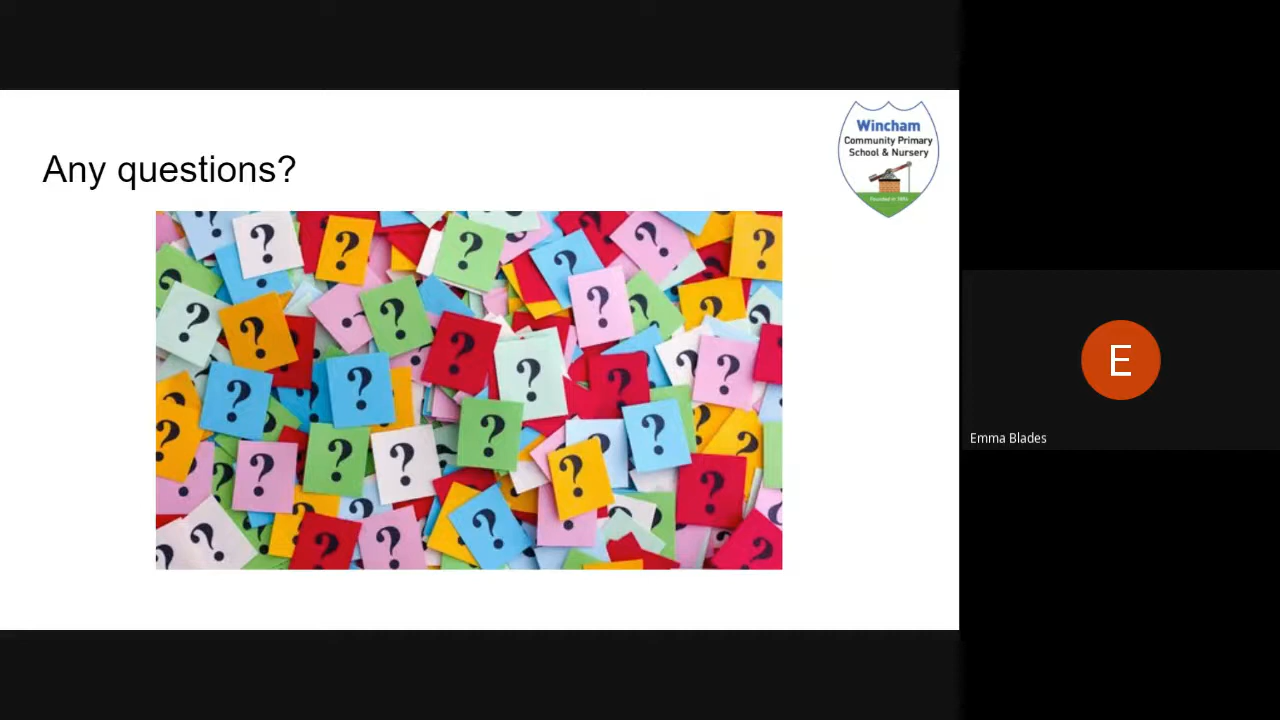 Any questions?
Wincham
Community Primary
School & Nursery
E
Emma Blades